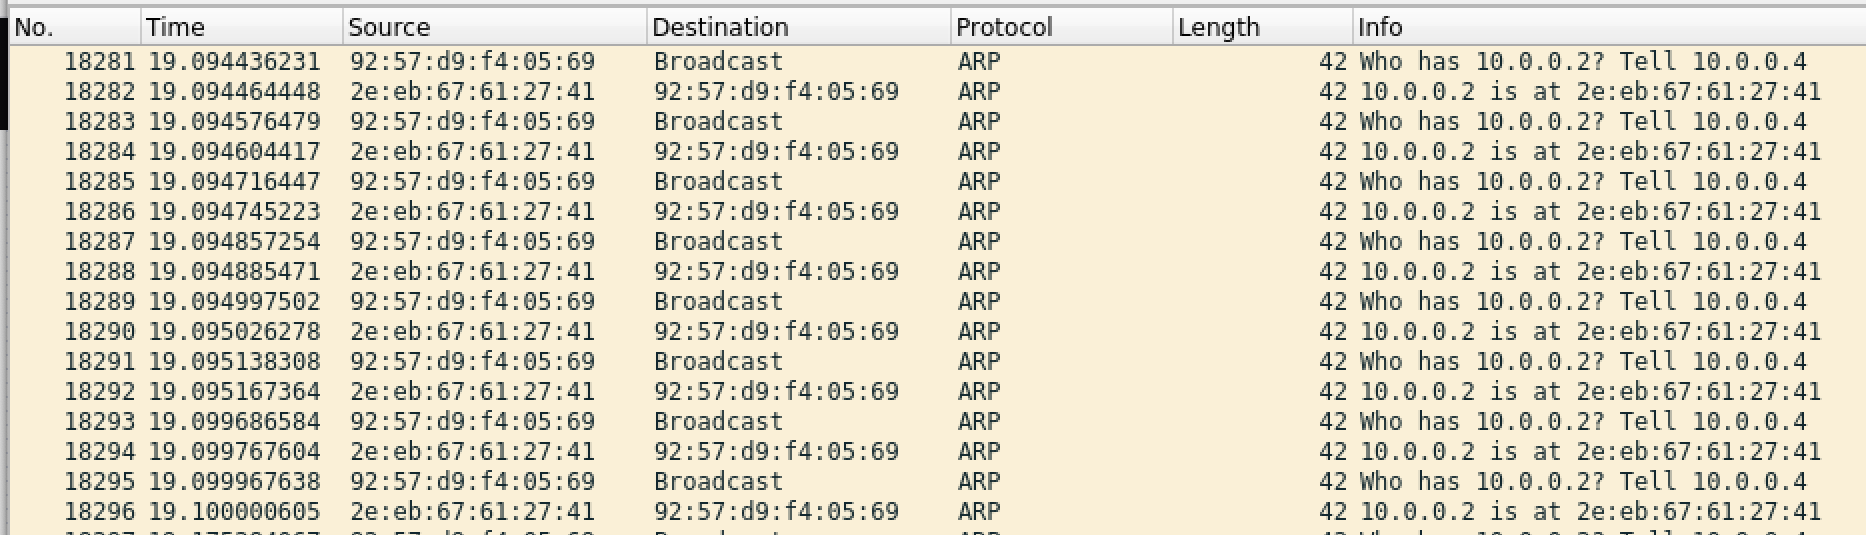 No. Time Source Destination Protocol Length Info
18281 19.094436231 92:57:d9:f4:05:69 Broadcast ARP 42 Who has 10.0.0.2? Tell 10.0.0.4
18282 19.094464448 2e:eb:67:61:27:41 92:57:d9:f4:05:69 ARP 42 10.0.0.2 is at 2e:eb:67:61:27:41
18283 19.094576479 92:57:d9:f4:05:69 Broadcast ARP 42 Who has 10.0.0.2? Tell 10.0.0.4
18284 19.094604417 2e:eb:67:61:27:41 92:57:d9:f4:05:69 ARP 42 10.0.0.2 is at 2e:eb:67:61:27:41
18285 19.094716447 92:57:d9:f4:05:69 Broadcast ARP 42 Who has 10.0.0.2? Tell 10.0.0.4
18286 19.094745223 2e:eb:67:61:27:41 92:57:d9:f4:05:69 ARP 42 10.0.0.2 is at 2e:eb:67:61:27:41
18287 19.094857254 92:57:d9:f4:05:69 Broadcast ARP 42 Who has 10.0.0.2? Tell 10.0.0.4
18288 19.094885471 2e:eb:67:61:27:41 92:57:d9:f4:05:69 ARP 42 10.0.0.2 is at 2e:eb:67:61:27:41
18289 19.094997502 92:57:d9:f4:05:69 Broadcast ARP 42 Who has 10.0.0.2? Tell 10.0.0.4
18290 19.095026278 2e:eb:67:61:27:41 92:57:d9:f4:05:69 ARP 42 10.0.0.2 is at 2e:eb:67:61:27:41
18291 19.095138308 92:57:d9:f4:05:69 Broadcast ARP 42 Who has 10.0.0.2? Tell 10.0.0.4
18292 19.095167364 2e:eb:67:61:27:41 92:57:d9:f4:05:69 ARP 42 10.0.0.2 is at 2e:eb:67:61:27:41
18293 19.099686584 92:57:d9:f4:05:69 Broadcast ARP 42 Who has 10.0.0.2? Tell 10.0.0.4
18294 19.099767604 2e:eb:67:61:27:41 92:57:d9:f4:05:69 ARP 42 10.0.0.2 is at 2e:eb:67:61:27:41
18295 19.099967638 92:57:d9:f4:05:69 Broadcast ARP 42 Who has 10.0.0.2? Tell 10.0.0.4
18296 19.100000605 2e:eb:67:61:27:41 92:57:d9:f4:05:69 ARP 42 10.0.0.2 is at 2e:eb:67:61:27:41